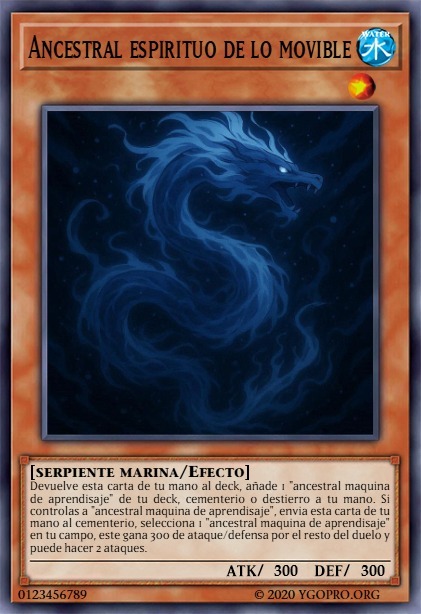 Ancestral espirituo de lo movible
WATER
水
[SERPIENTE MARINA/EFECTO]
Devuelve esta carta de tu mano al deck, añade 1 "ancestral maquina
de aprendisaje" de tu deck, cementerio o destierro a tu mano. Si
controlas a "ancestral maquina de aprendisaje", envia esta carta de tu
mano al cementerio, selecciona 1 "ancestral maquina de aprendisaje"
en tu campo, este gana 300 de ataque/defensa por el resto del duelo y
puede hacer 2 ataques.
ATK/ 300 DEF/ 300
0123456789 © 2020 YGOPRO.ORG